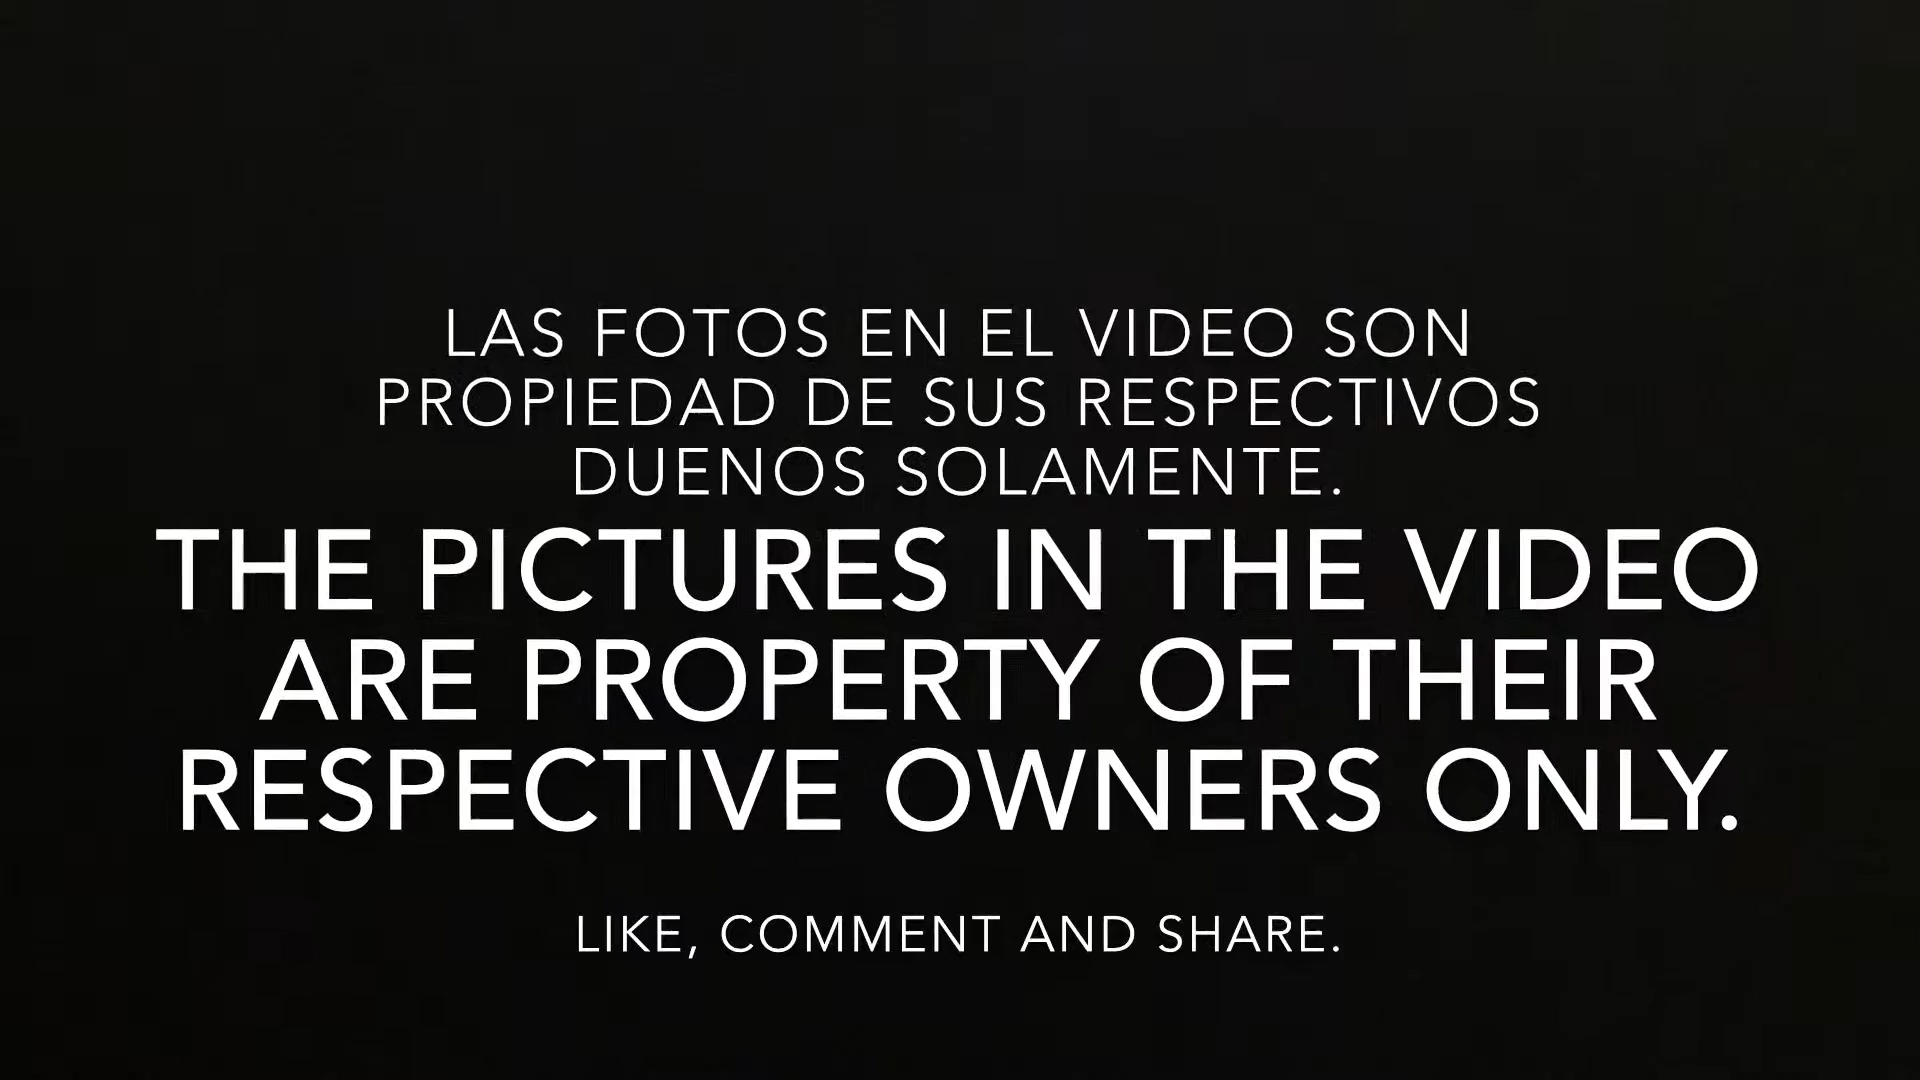 LAS FOTOS EN EL VIDEO SON
PROPIEDAD DE SUS RESPECTIVOS
DUENOS SOLAMENTE.
THE PICTURES IN THE VIDEO
ARE PROPERTY OF THEIR
RESPECTIVE OWNERS ONLY.
LIKE, COMMENT AND SHARE.